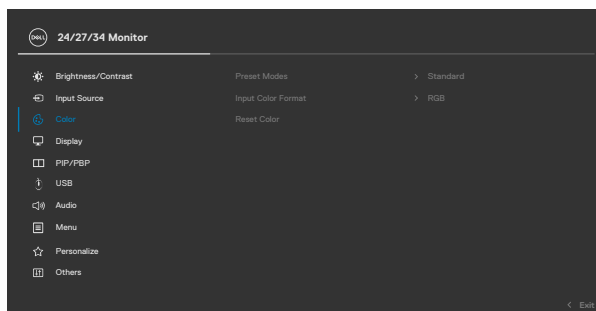 DELL 24/27/34 Monitor
Brightness/Contrast Preset Modes > Standard
Input Source Input Color Format > RGB
Color Reset Color
Display
PIP/PBP
USB
Audio
Menu
Personalize
Others
< Exit